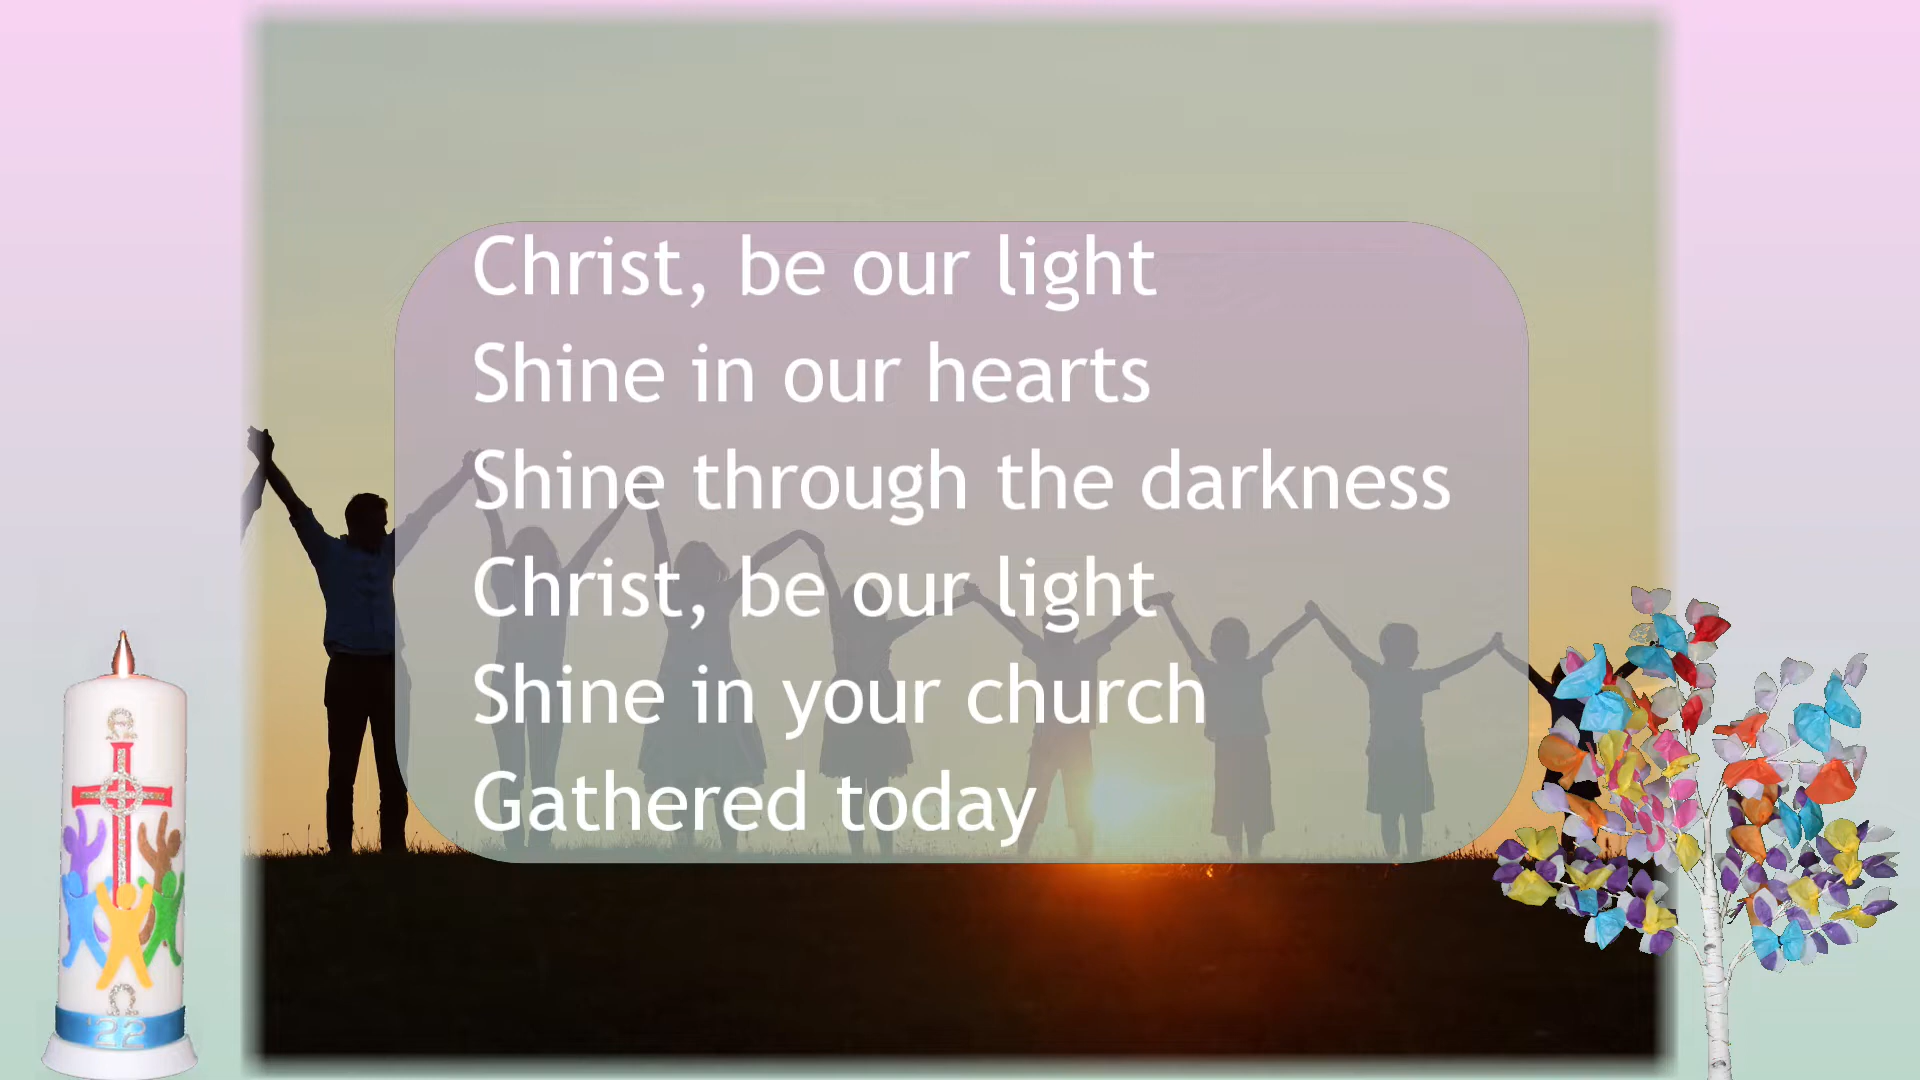 Christ, be our light
Shine in our hearts
Shine through the darkness
Christ, be our light
Shine in your church
Gathered today
'22